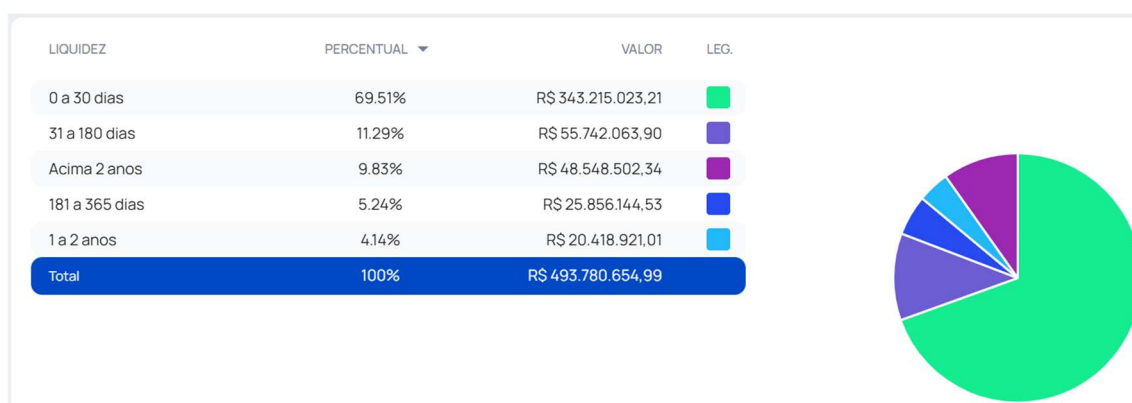 LIQUIDEZ PERCENTUAL VALOR LEG.
0 a 30 dias 69.51% R$ 343.215.023,21
31 a 180 dias 11.29% R$ 55.742.063,90
Acima 2 anos 9.83% R$ 48.548.502,34
181 a 365 dias 5.24% R$ 25.856.144,53
1 a 2 anos 4.14% R$ 20.418.921,01
Total 100% R$ 493.780.654,99